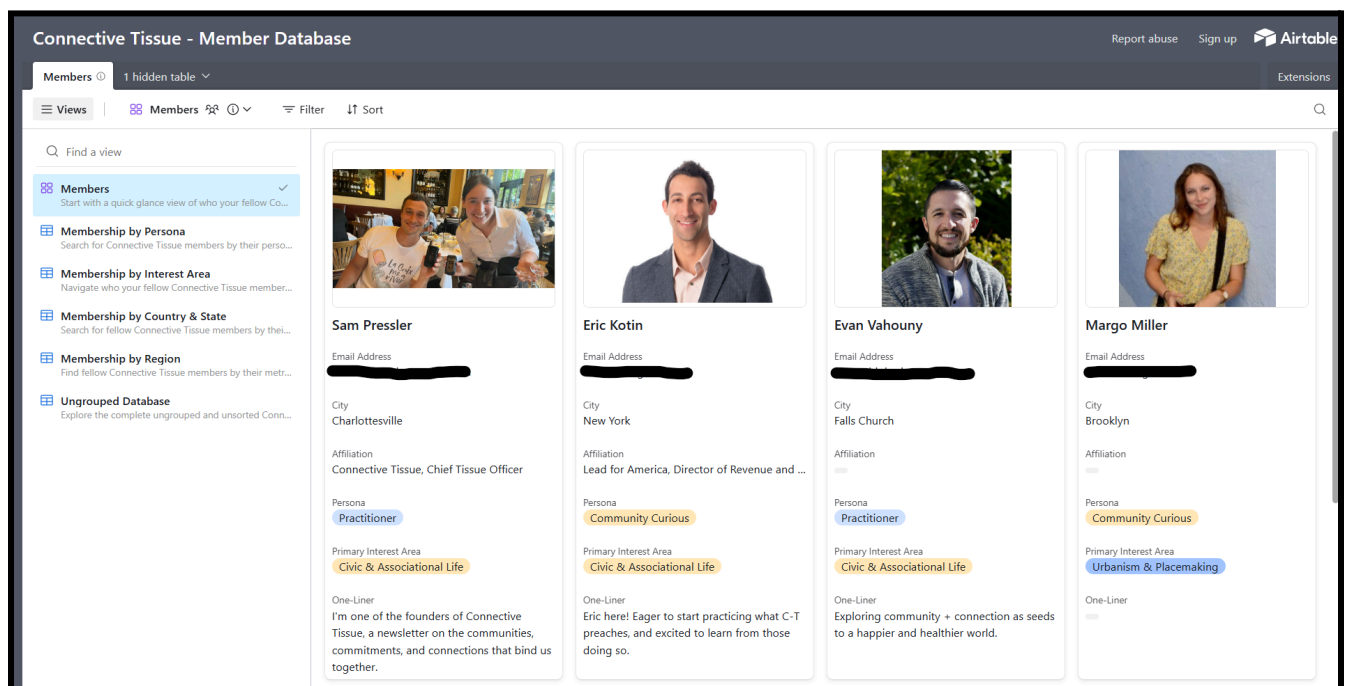 Connective Tissue - Member Database
Report abuse
Sign up
Airtable
Members
1 hidden table
Extensions
Views
Members
Filter
Sort
Find a view
Members
Start with a quick glance view of who your fellow Co...
Membership by Persona
Search for Connective Tissue members by their perso...
Membership by Interest Area
Navigate who your fellow Connective Tissue member...
Membership by Country & State
Search for fellow Connective Tissue members by thei...
Membership by Region
Find fellow Connective Tissue members by their metr...
Ungrouped Database
Explore the complete ungrouped and unsorted Conn...
Sam Pressler
Email Address
City
Charlottesville
Affiliation
Connective Tissue, Chief Tissue Officer
Persona
Practitioner
Primary Interest Area
Civic & Associational Life
One-Liner
I'm one of the founders of Connective
Tissue, a newsletter on the communities,
commitments, and connections that bind us
together.
Eric Kotin
Email Address
City
New York
Affiliation
Lead for America, Director of Revenue and ...
Persona
Community Curious
Primary Interest Area
Civic & Associational Life
One-Liner
Eric here! Eager to start practicing what C-T
preaches, and excited to learn from those
doing so.
Evan Vahouny
Email Address
City
Falls Church
Affiliation
Persona
Practitioner
Primary Interest Area
Civic & Associational Life
One-Liner
Exploring community + connection as seeds
to a happier and healthier world.
Margo Miller
Email Address
City
Brooklyn
Affiliation
Persona
Community Curious
Primary Interest Area
Urbanism & Placemaking
One-Liner